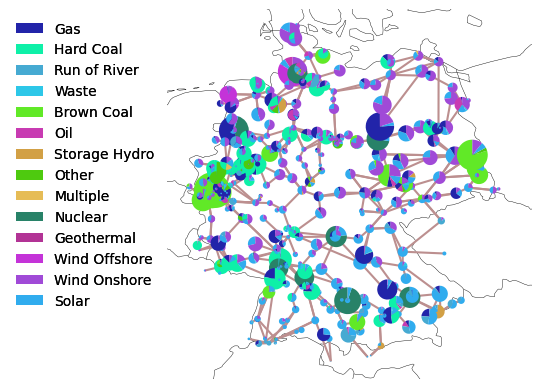 Gas
Hard Coal
Run of River
Waste
Brown Coal
Oil
Storage Hydro
Other
Multiple
Nuclear
Geothermal
Wind Offshore
Wind Onshore
Solar